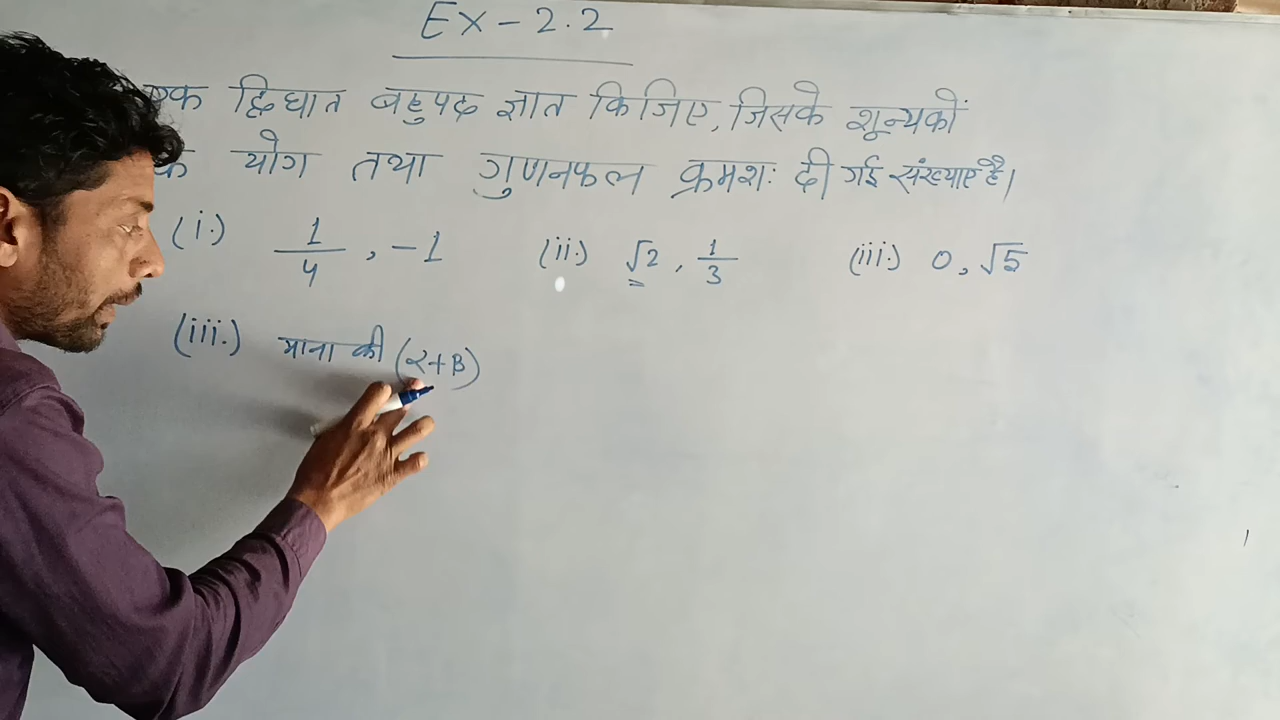 Ex - 2.2
एक द्विघात बहुपद ज्ञात किजिए, जिसके शून्यकों
के योग तथा गुणनफल क्रमशः दी गई संख्याएँ है।
(i.) 1/4, -1 (ii.) √2, 1/3 (iii.) 0, √5
(iii.) माना की (α+β)